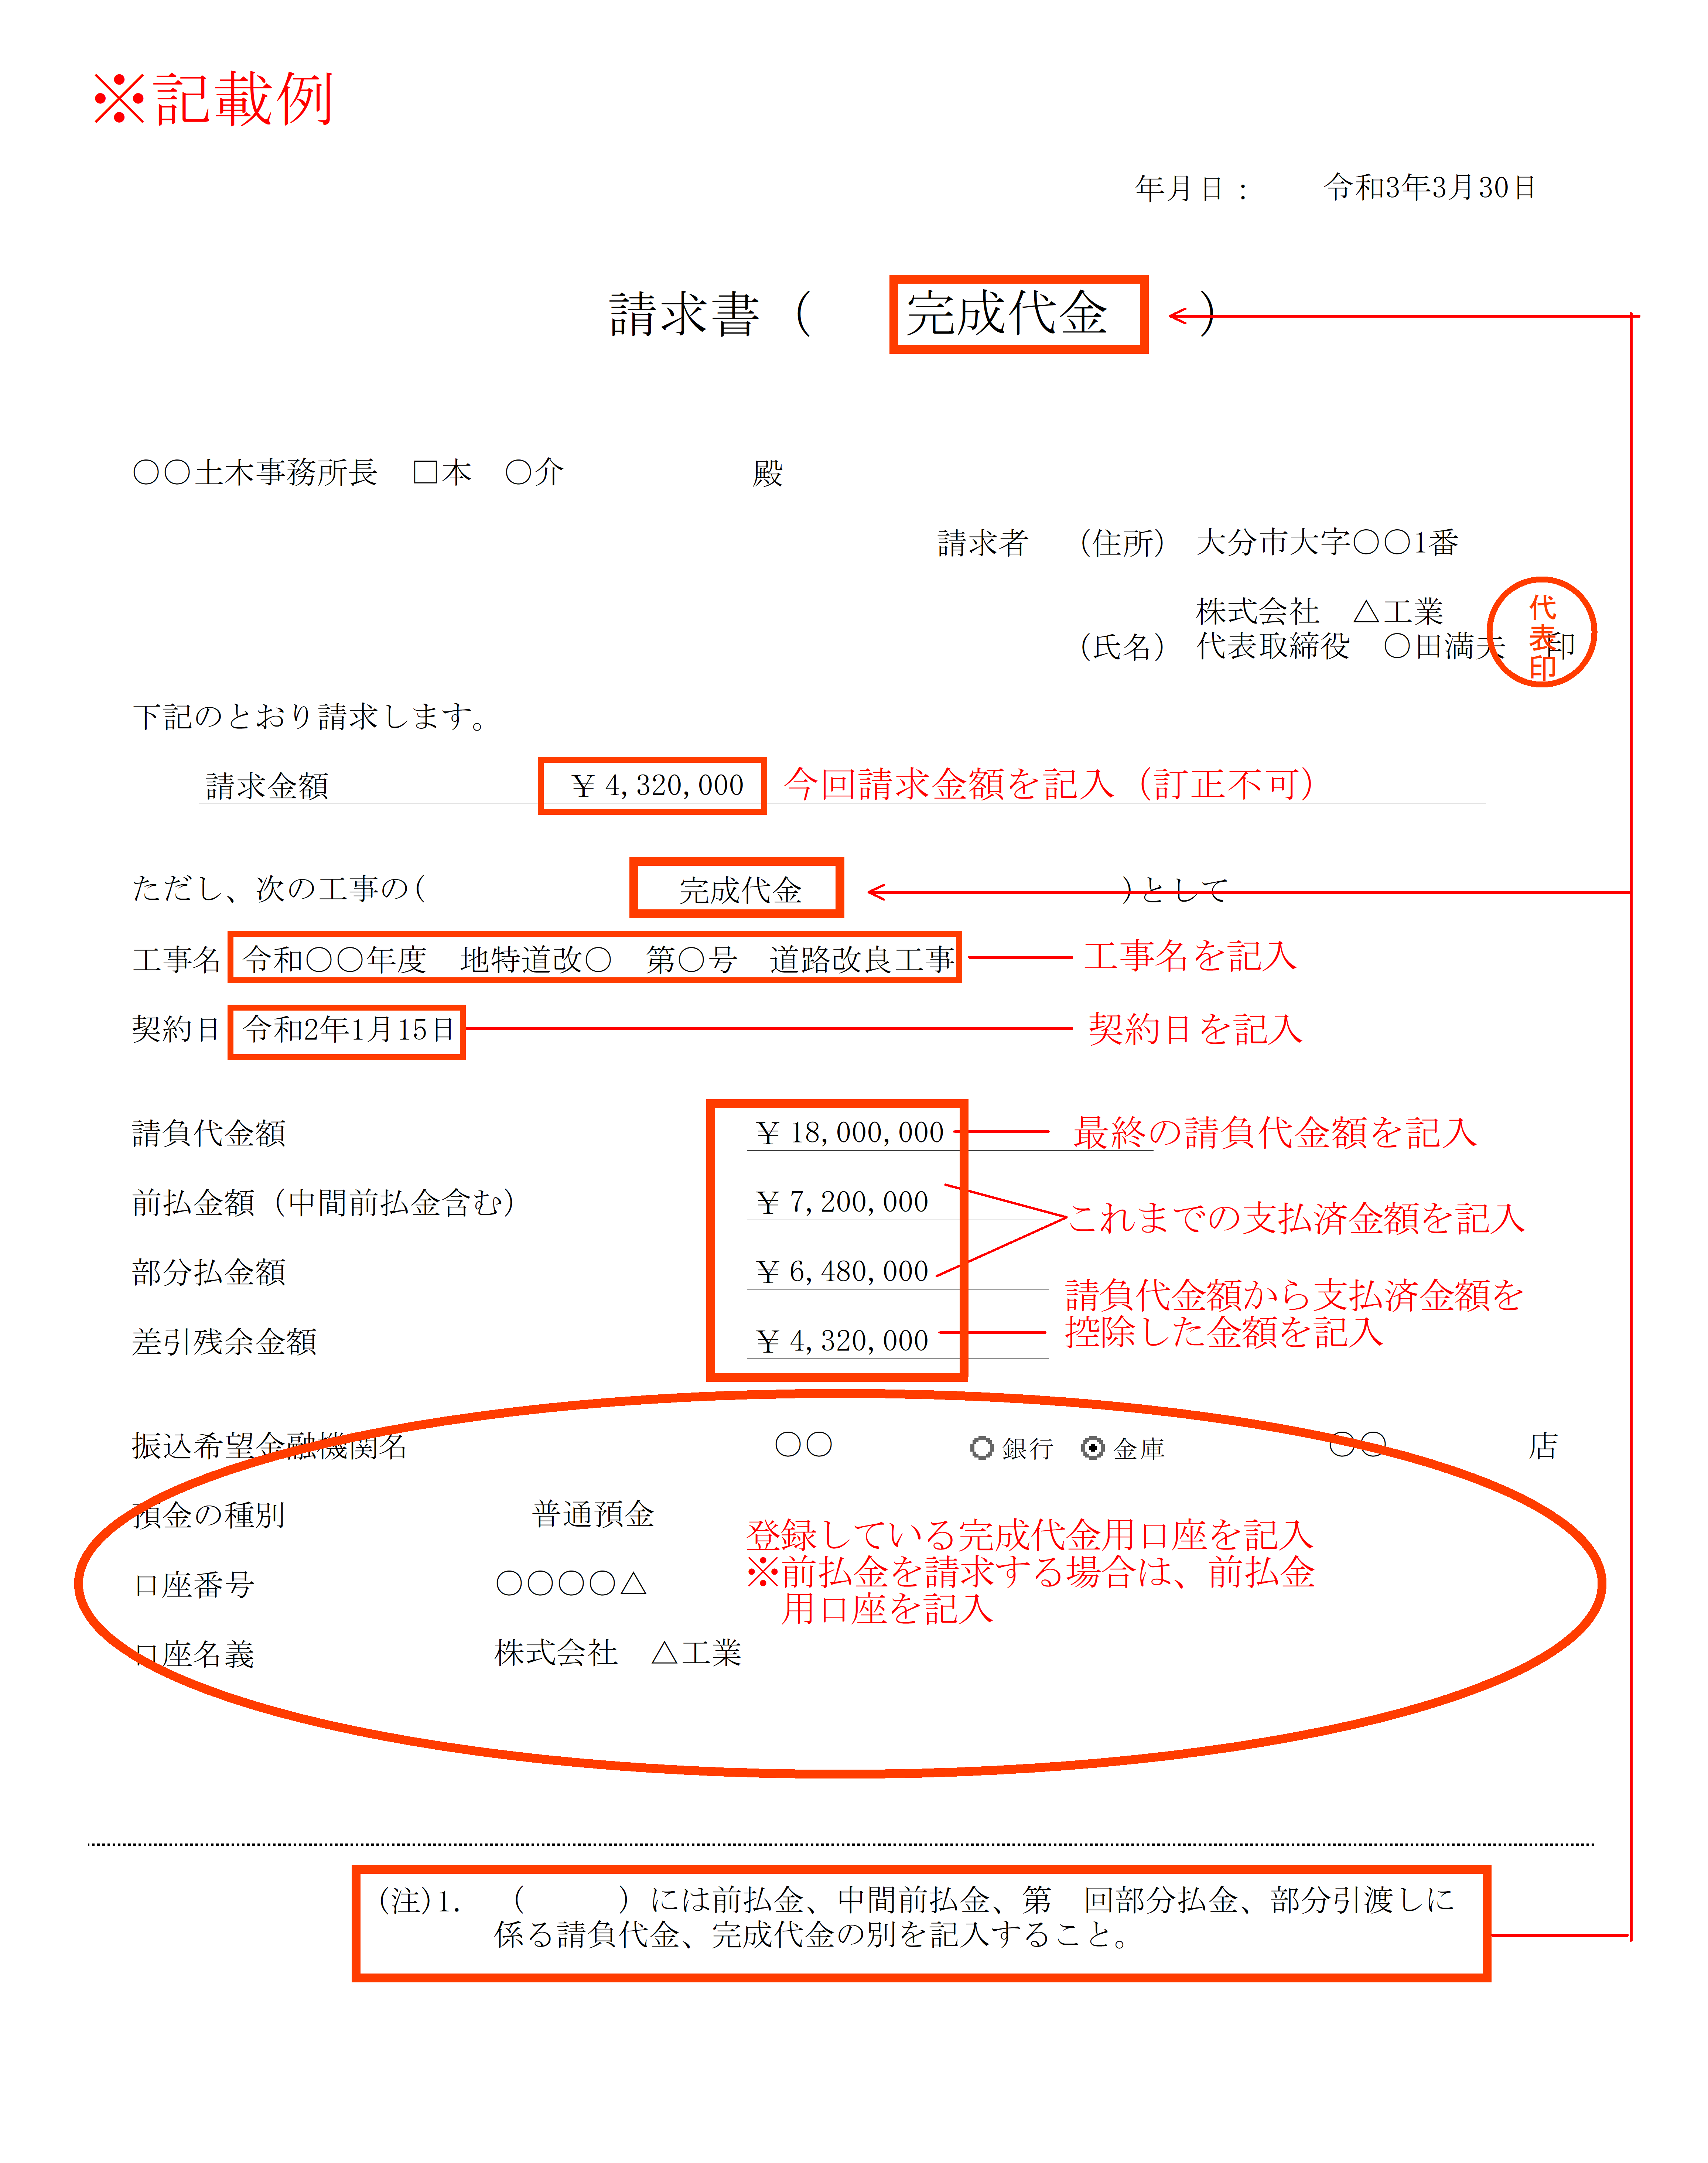 ※記載例
年月日： 令和3年3月30日
請求書（ 完成代金 ）
○○土木事務所長　□本　○介 殿
請求者 （住所） 大分市大字○○1番
株式会社　△工業
（氏名） 代表取締役　○田満夫 印
代表印
下記のとおり請求します。
請求金額 ￥4,320,000 今回請求金額を記入（訂正不可）
ただし、次の工事の( 完成代金 )として
工事名 令和○○年度　地特道改○　第○号　道路改良工事 工事名を記入
契約日 令和2年1月15日 契約日を記入
請負代金額 ￥18,000,000 最終の請負代金額を記入
前払金額（中間前払金含む） ￥7,200,000
これまでの支払済金額を記入
部分払金額 ￥6,480,000
請負代金額から支払済金額を
控除した金額を記入
差引残余金額 ￥4,320,000
振込希望金融機関名 ○○ 銀行 金庫 ○○ 店
預金の種別 普通預金
登録している完成代金用口座を記入
※前払金を請求する場合は、前払金
用口座を記入
口座番号 ○○○○△
口座名義 株式会社　△工業
(注)1. （　　　）には前払金、中間前払金、第　回部分払金、部分引渡しに
係る請負代金、完成代金の別を記入すること。